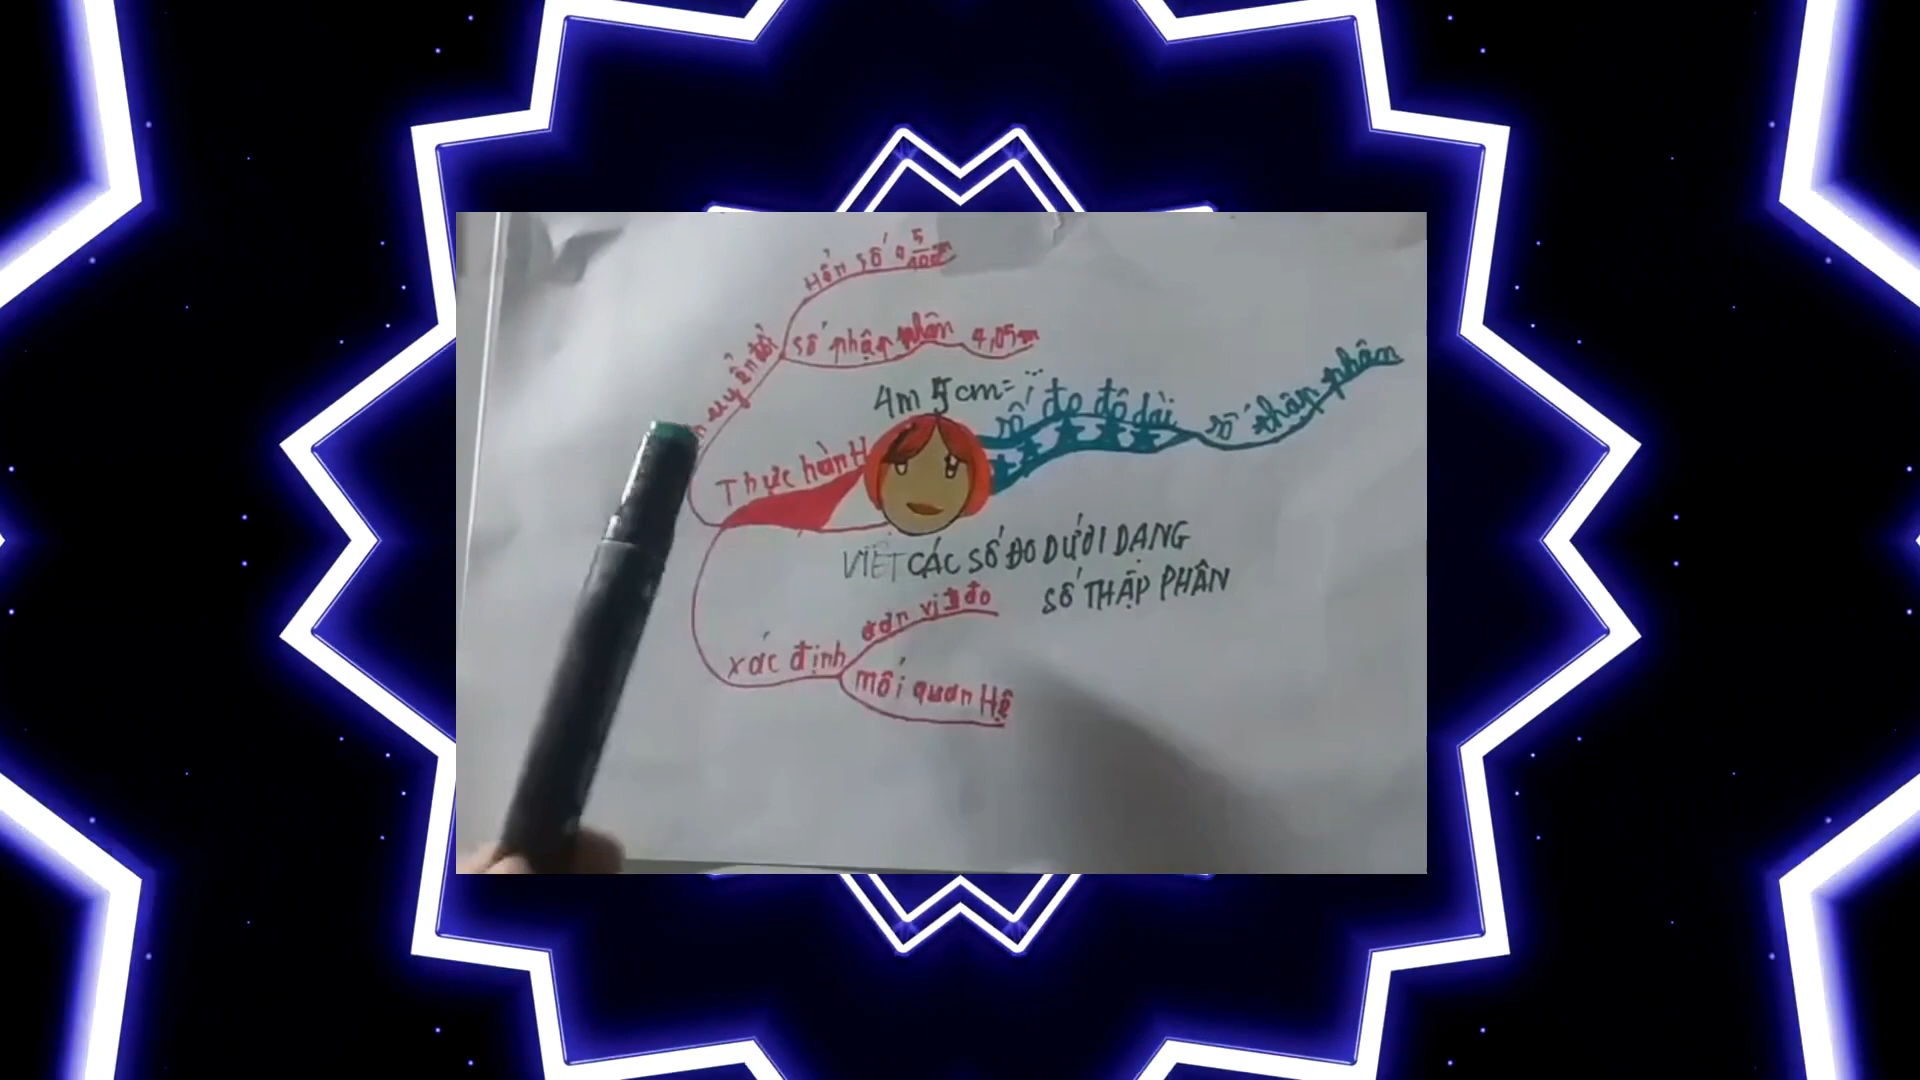 Hỗn số 4 5/100 m
số thập phân 4,05m
4m 5cm=
số đo độ dài
số thập phân
Thực hành
VIẾT CÁC SỐ ĐO DƯỚI DẠNG
SỐ THẬP PHÂN
xác định
đơn vị đo
mối quan Hệ